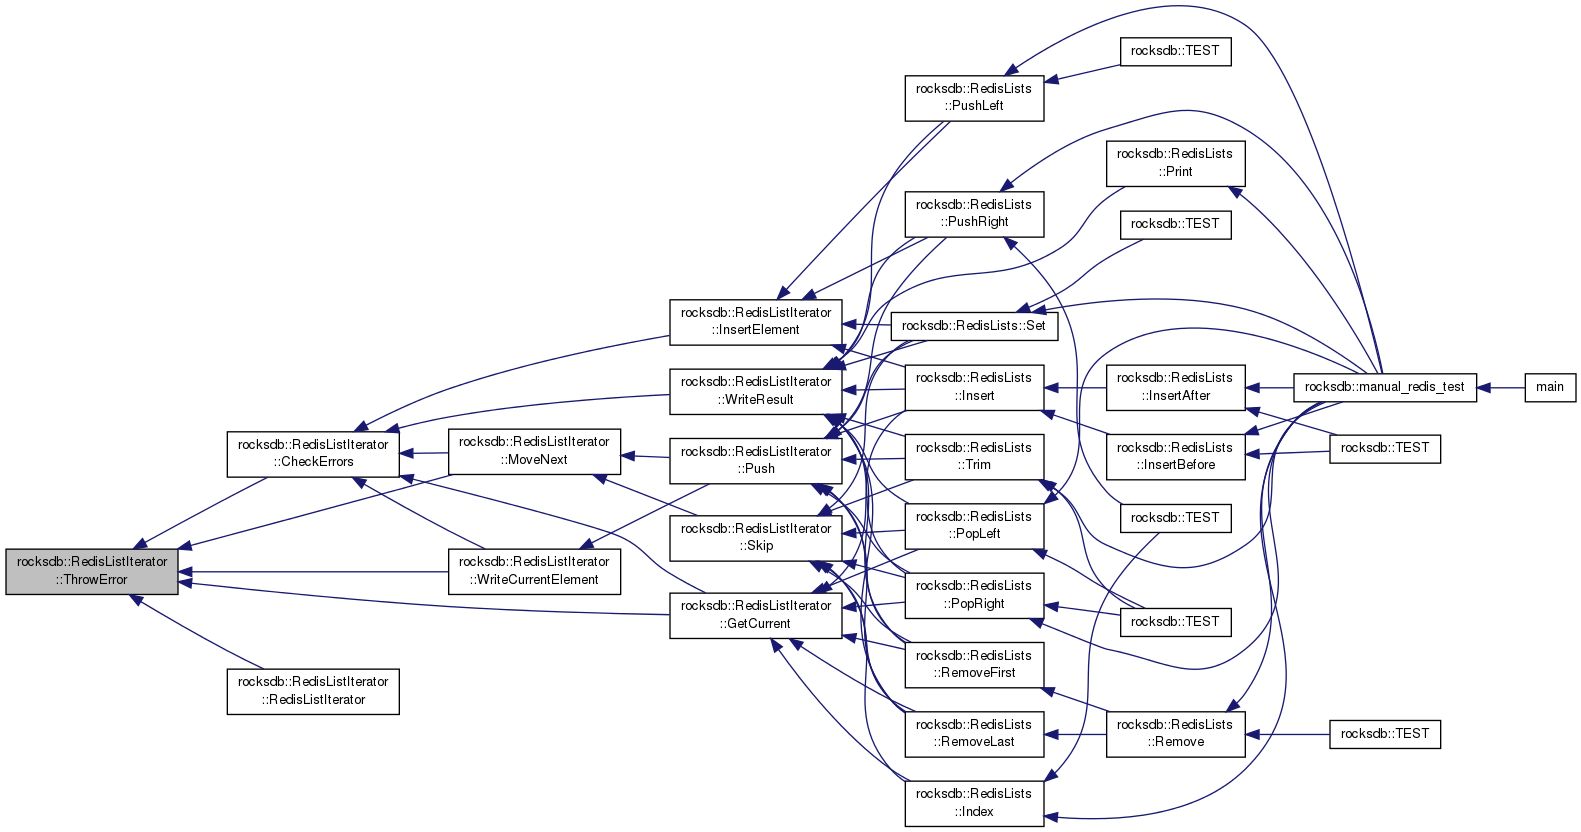 rocksdb::RedisListIterator
::ThrowError
rocksdb::RedisListIterator
::CheckErrors
rocksdb::RedisListIterator
::RedisListIterator
rocksdb::RedisListIterator
::MoveNext
rocksdb::RedisListIterator
::WriteCurrentElement
rocksdb::RedisListIterator
::InsertElement
rocksdb::RedisListIterator
::WriteResult
rocksdb::RedisListIterator
::Push
rocksdb::RedisListIterator
::Skip
rocksdb::RedisListIterator
::GetCurrent
rocksdb::RedisLists
::PushLeft
rocksdb::RedisLists
::PushRight
rocksdb::RedisLists::Set
rocksdb::RedisLists
::Insert
rocksdb::RedisLists
::Trim
rocksdb::RedisLists
::PopLeft
rocksdb::RedisLists
::PopRight
rocksdb::RedisLists
::RemoveFirst
rocksdb::RedisLists
::RemoveLast
rocksdb::RedisLists
::Index
rocksdb::TEST
rocksdb::RedisLists
::Print
rocksdb::TEST
rocksdb::RedisLists
::InsertAfter
rocksdb::RedisLists
::InsertBefore
rocksdb::TEST
rocksdb::TEST
rocksdb::RedisLists
::Remove
rocksdb::manual_redis_test
rocksdb::TEST
rocksdb::TEST
main